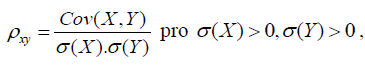 ρxy = Cov(X,Y) / σ(X).σ(Y) pro σ(X) > 0, σ(Y) > 0 ,